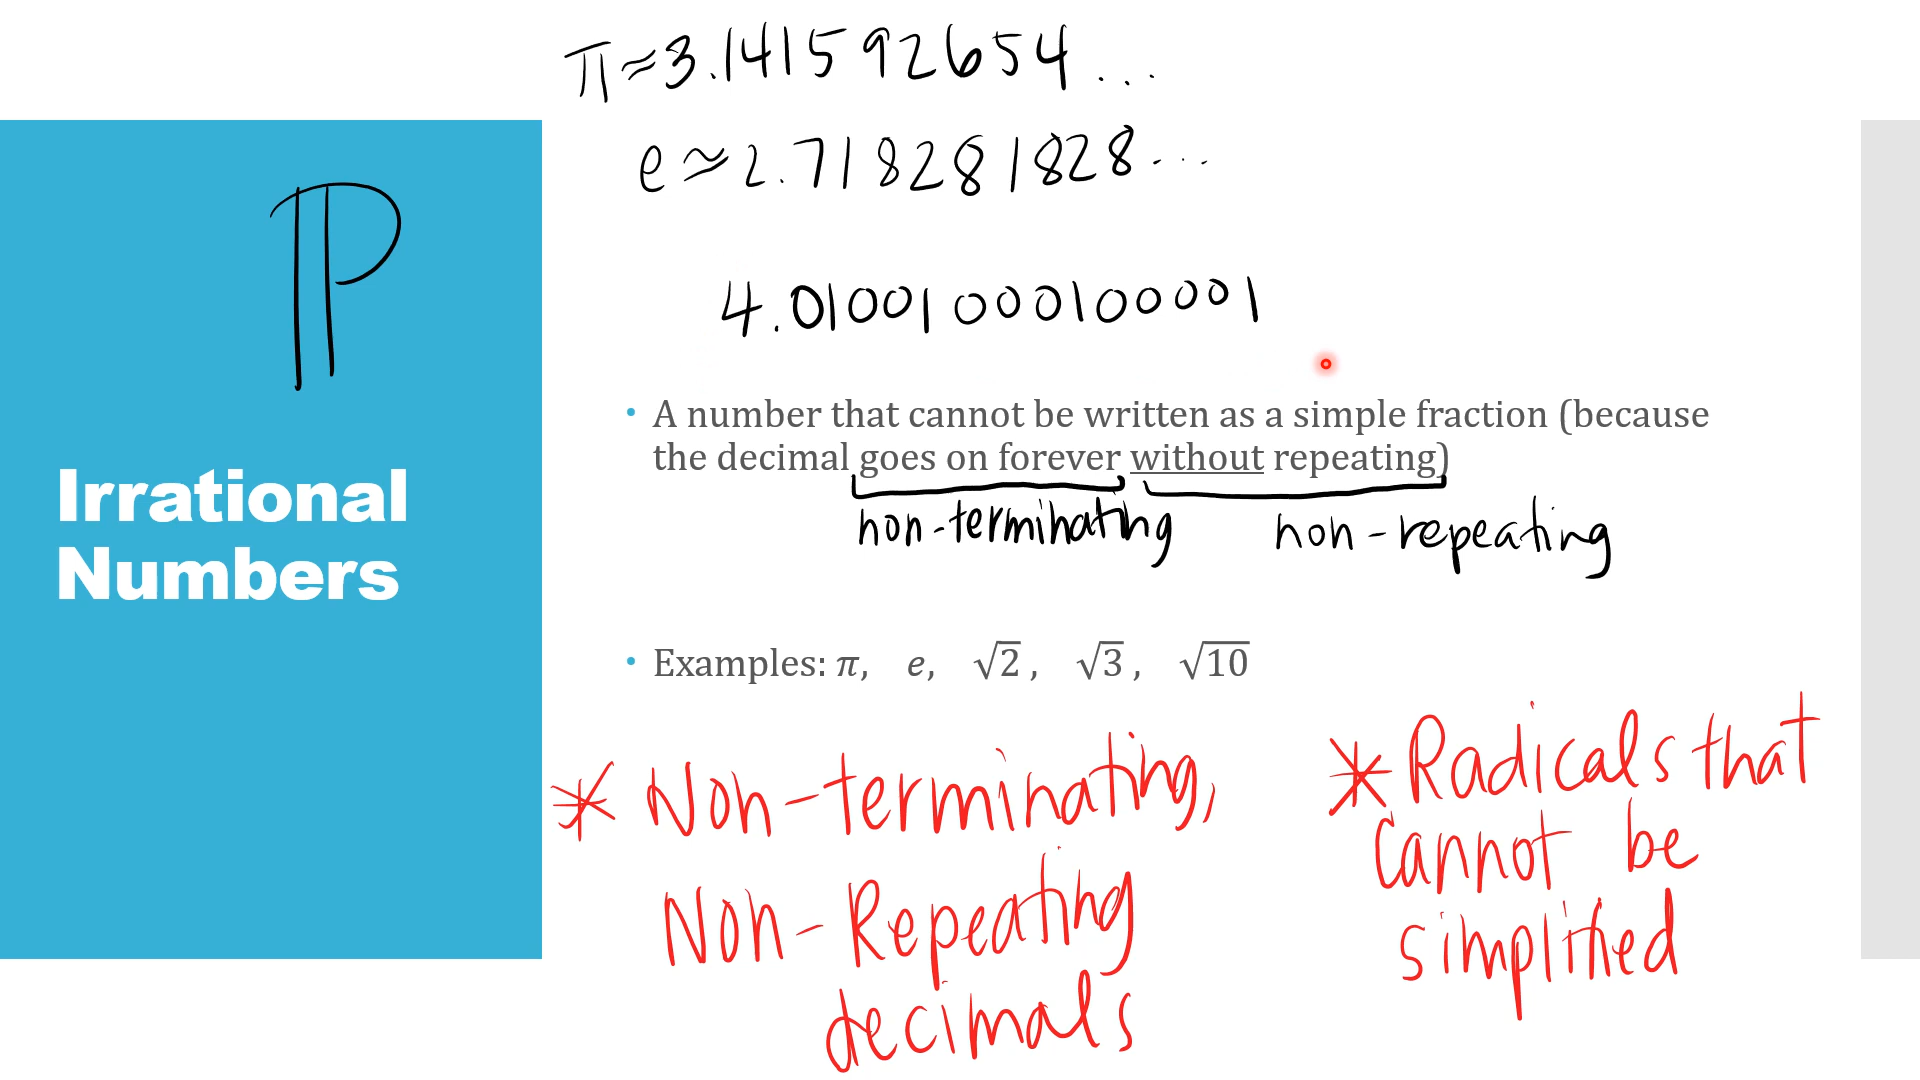 π≈3.141592654...
e≈2.718281828...
ℙ
4.01001000100001
Irrational
Numbers
• A number that cannot be written as a simple fraction (because
the decimal goes on forever without repeating)
non-terminating non-repeating
• Examples: π, e, √2, √3, √10
* Non-terminating,
Non-Repeating
decimals
* Radicals that
cannot be
simplified